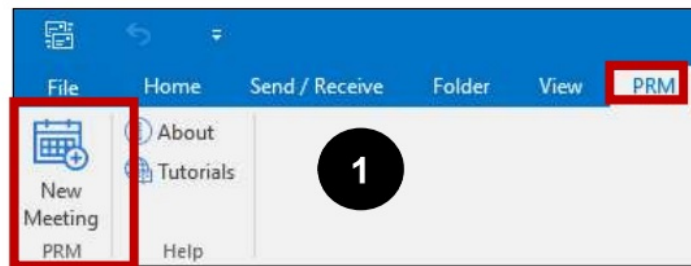 File Home Send / Receive Folder View PRM
About
Tutorials
New
Meeting
PRM Help
1